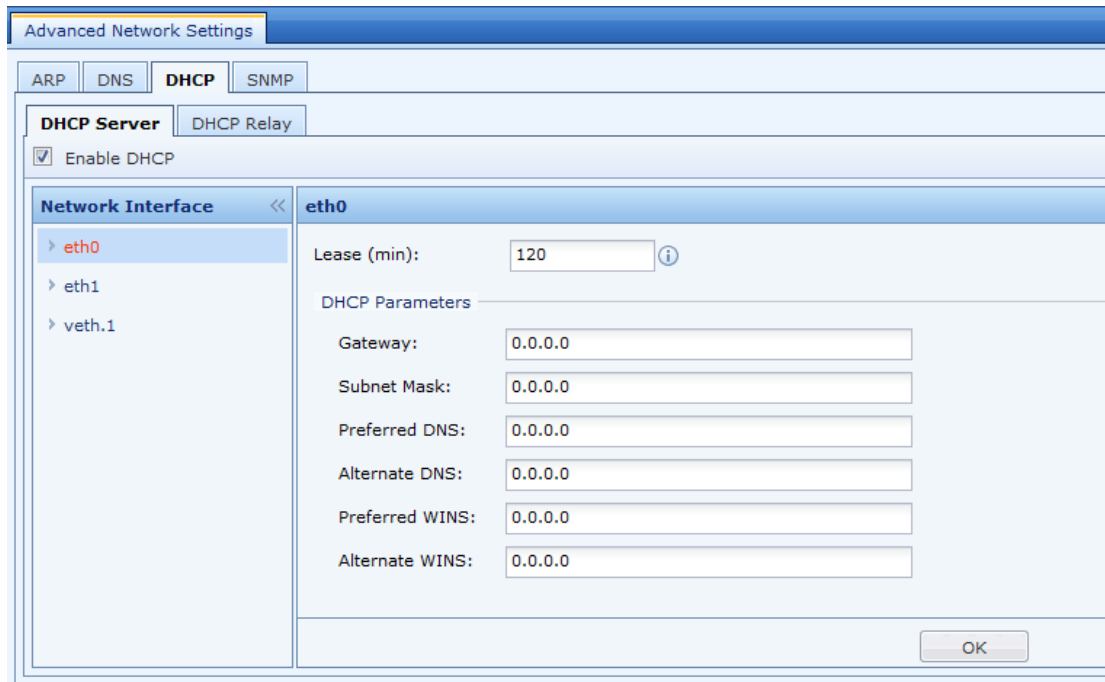 Advanced Network Settings
ARP DNS DHCP SNMP
DHCP Server DHCP Relay
Enable DHCP
Network Interface
eth0
eth1
veth.1
eth0
Lease (min): 120
DHCP Parameters
Gateway: 0.0.0.0
Subnet Mask: 0.0.0.0
Preferred DNS: 0.0.0.0
Alternate DNS: 0.0.0.0
Preferred WINS: 0.0.0.0
Alternate WINS: 0.0.0.0
OK